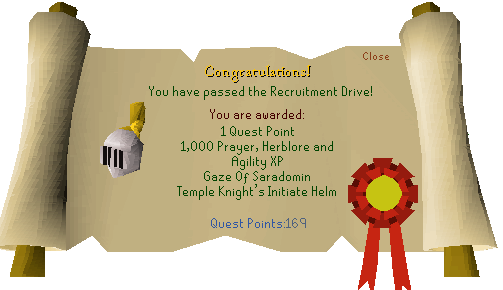 Close
Congratulations!
You have passed the Recruitment Drive!
You are awarded:
1 Quest Point
1,000 Prayer, Herblore and
Agility XP
Gaze Of Saradomin
Temple Knight's Initiate Helm
Quest Points:169